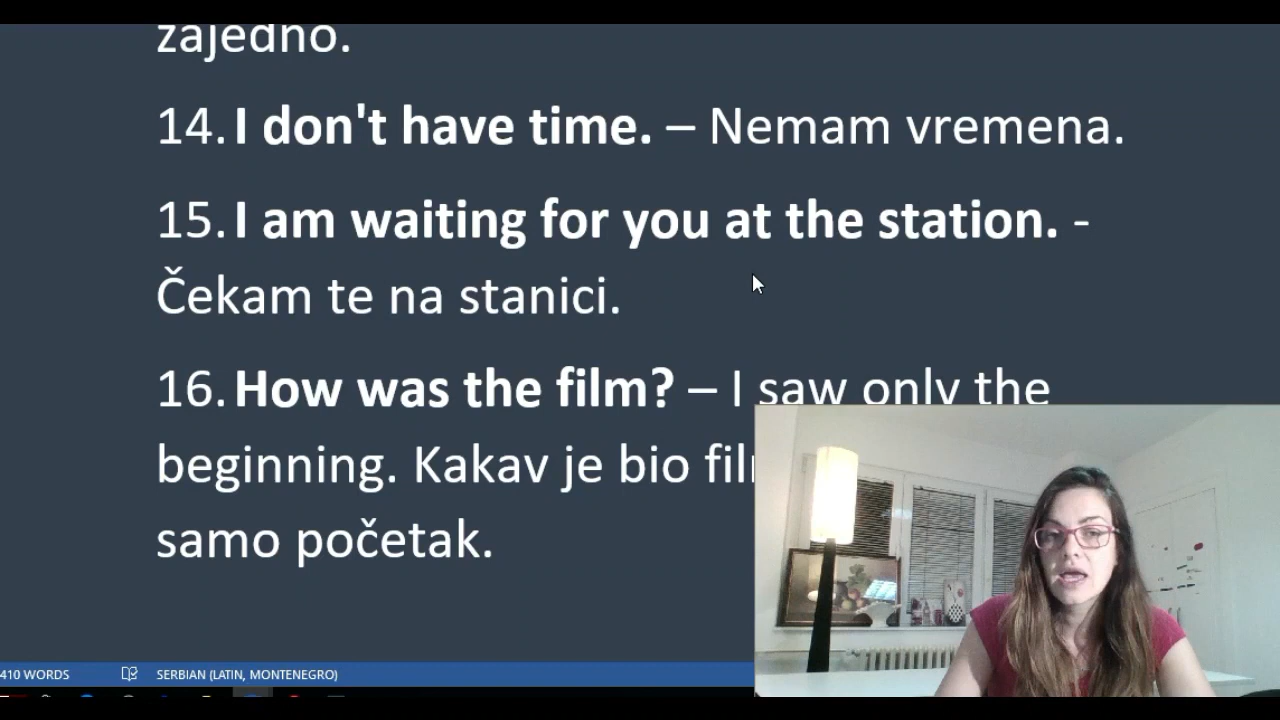 zajedno.
14. I don't have time. – Nemam vremena.
15. I am waiting for you at the station. -
Čekam te na stanici.
16. How was the film? – I saw only the
beginning. Kakav je bio
samo početak.
410 WORDS SERBIAN (LATIN, MONTENEGRO)